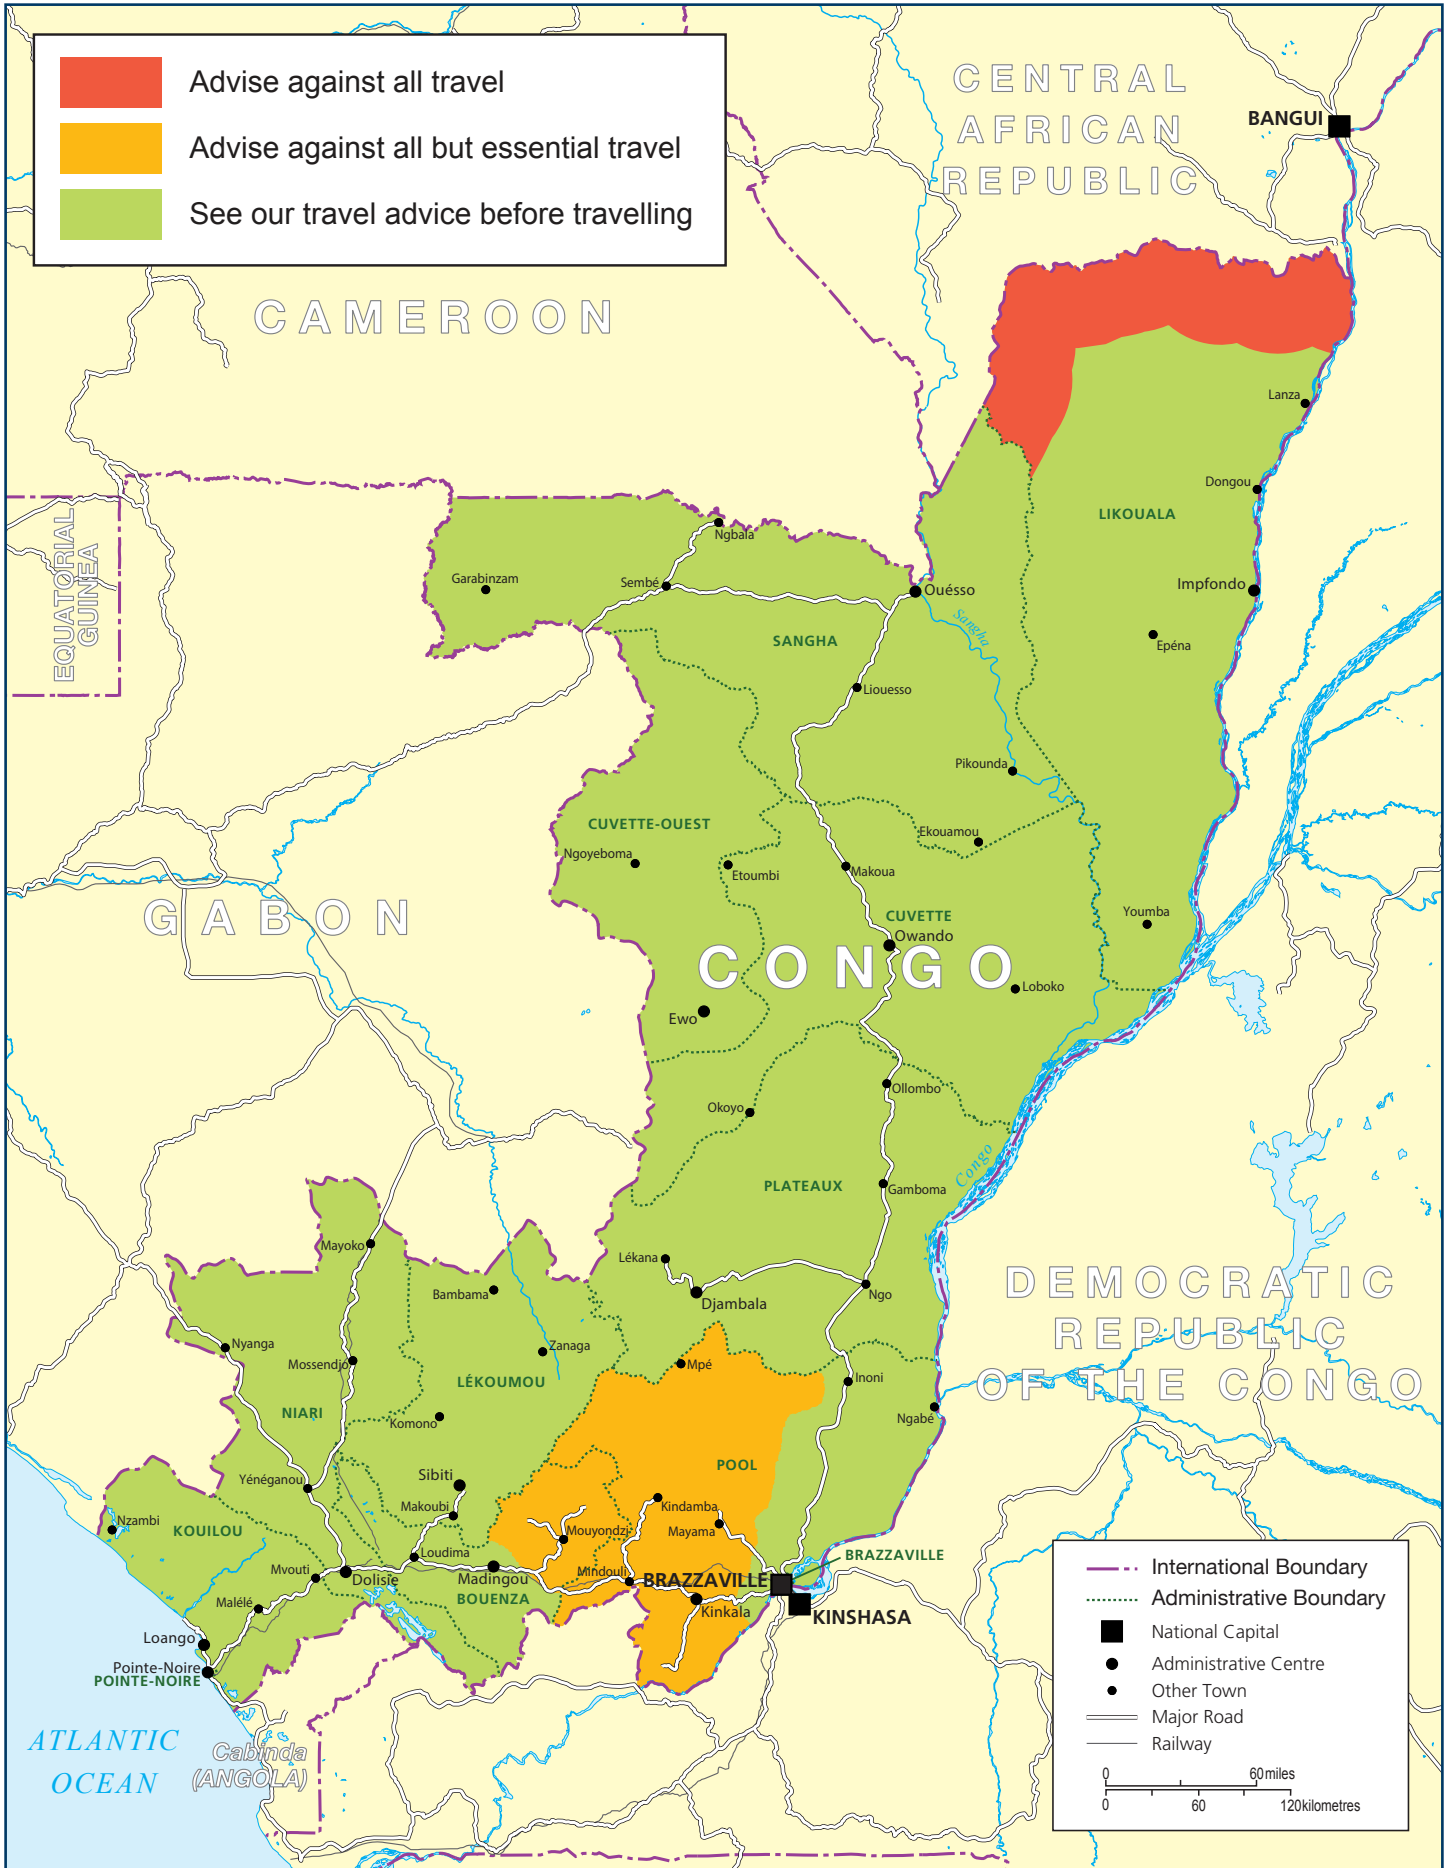 Advise against all travel
Advise against all but essential travel
See our travel advice before travelling
CENTRAL
AFRICAN
REPUBLIC
BANGUI
CAMEROON
EQUATORIAL
GUINEA
Lanza
Dongou
LIKOUALA
Ngbala
Garabinzam
Sembé
Ouésso
Impfondo
Sangha
SANGHA
Epéna
Liouesso
Pikounda
CUVETTE-OUEST
Ekouamou
Ngoyeboma
Etoumbi
Makoua
GABON
CUVETTE
Owando
Youmba
CONGO
Loboko
Ewo
Ollombo
Okoyo
Congo
PLATEAUX
Gamboma
Mayoko
Lékana
Bambama
Djambala
Ngo
DEMOCRATIC
REPUBLIC
OF THE CONGO
Nyanga
Mossendjo
Zanaga
Mpé
LÉKOUMOU
Inoni
NIARI
Komono
Ngabé
Yénéganou
Sibiti
POOL
Makoubi
Kindamba
Nzambi
KOUILOU
Mouyondzi
Mayama
Loudima
BRAZZAVILLE
Mvouti
Dolisie
Madingou
Mindouli
BRAZZAVILLE
BOUENZA
Malélé
Kinkala
KINSHASA
Loango
Pointe-Noire
POINTE-NOIRE
ATLANTIC
OCEAN
Cabinda
(ANGOLA)
International Boundary
Administrative Boundary
National Capital
Administrative Centre
Other Town
Major Road
Railway
0 60 miles
0 60 120 kilometres